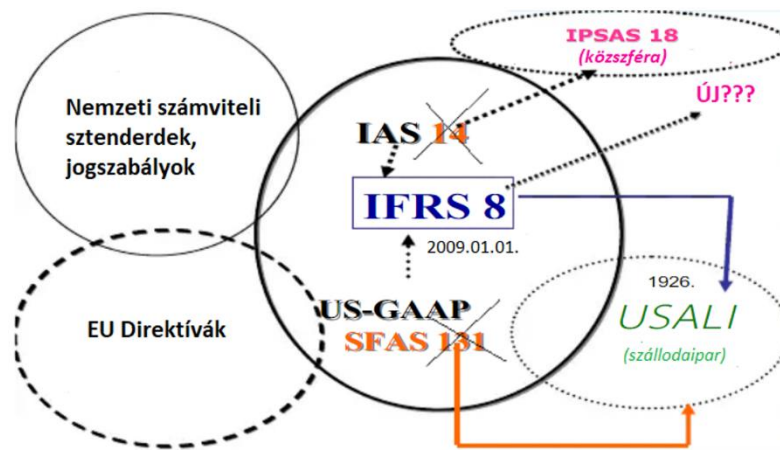 IPSAS 18
(közszféra)
ÚJ???
Nemzeti számviteli
sztenderdek,
jogszabályok
IAS 14
IFRS 8
2009.01.01.
1926.
US-GAAP
SFAS 131
USALI
(szállodaipar)
EU Direktívák